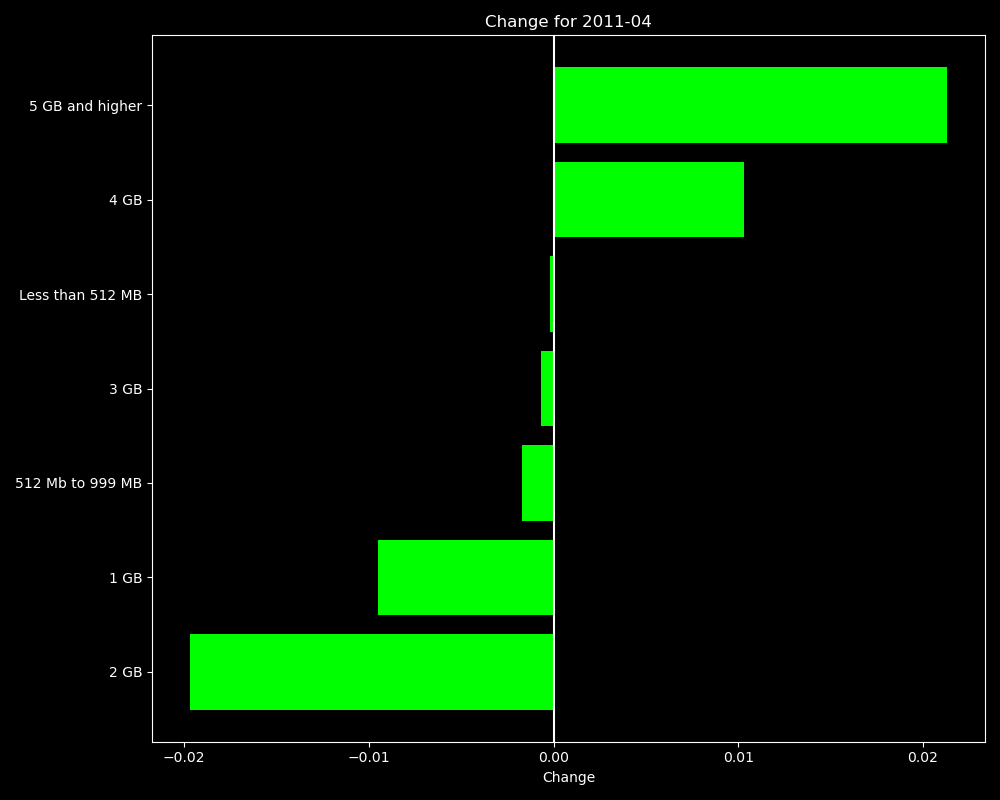 Change for 2011-04
5 GB and higher
4 GB
Less than 512 MB
3 GB
512 Mb to 999 MB
1 GB
2 GB
−0.02
−0.01
0.00
0.01
0.02
Change